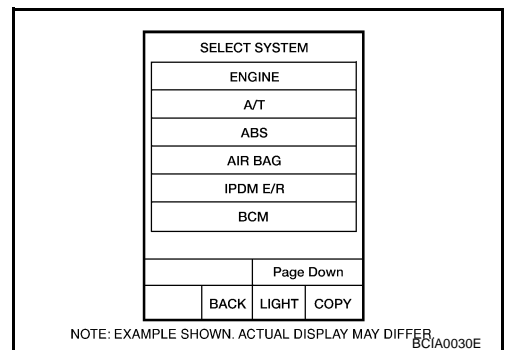 SELECT SYSTEM
ENGINE
A/T
ABS
AIR BAG
IPDM E/R
BCM
Page Down
BACK LIGHT COPY
NOTE: EXAMPLE SHOWN. ACTUAL DISPLAY MAY DIFFER
BCIA0030E